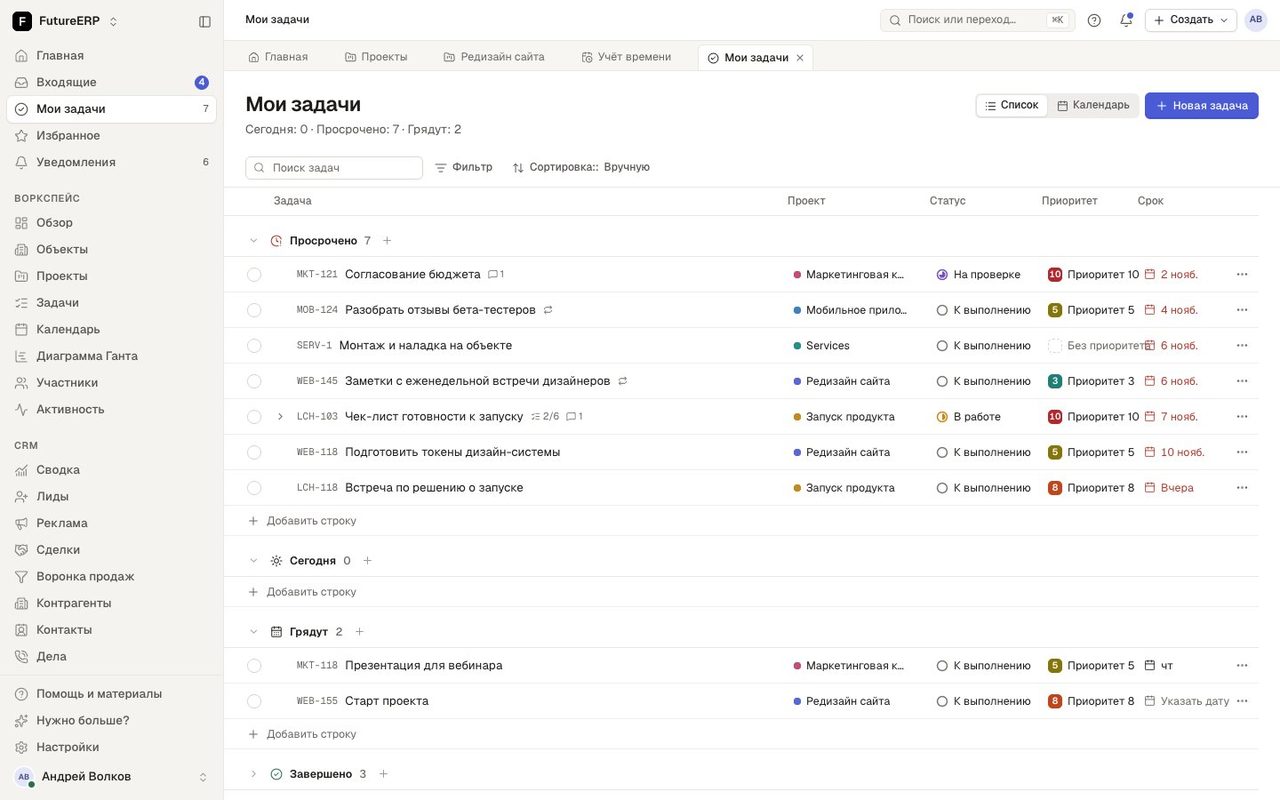 F FutureERP
Главная
Входящие 4
Мои задачи 7
Избранное
Уведомления 6
ВОРКСПЕЙС
Обзор
Объекты
Проекты
Задачи
Календарь
Диаграмма Ганта
Участники
Активность
CRM
Сводка
Лиды
Реклама
Сделки
Воронка продаж
Контрагенты
Контакты
Дела
Помощь и материалы
Нужно больше?
Настройки
АВ Андрей Волков
Мои задачи
Поиск или переход… ⌘K
Создать
АВ
Главная Проекты Редизайн сайта Учёт времени Мои задачи
Мои задачи
Сегодня: 0 · Просрочено: 7 · Грядут: 2
Список Календарь Новая задача
Поиск задач Фильтр Сортировка:: Вручную
Задача Проект Статус Приоритет Срок
Просрочено 7
MKT-121 Согласование бюджета 1 Маркетинговая к… На проверке 10 Приоритет 10 2 нояб.
MOB-124 Разобрать отзывы бета-тестеров Мобильное прило… К выполнению 5 Приоритет 5 4 нояб.
SERV-1 Монтаж и наладка на объекте Services К выполнению Без приоритета 6 нояб.
WEB-145 Заметки с еженедельной встречи дизайнеров Редизайн сайта К выполнению 3 Приоритет 3 6 нояб.
LCH-103 Чек-лист готовности к запуску 2/6 1 Запуск продукта В работе 10 Приоритет 10 7 нояб.
WEB-118 Подготовить токены дизайн-системы Редизайн сайта К выполнению 5 Приоритет 5 10 нояб.
LCH-118 Встреча по решению о запуске Запуск продукта К выполнению 8 Приоритет 8 Вчера
Добавить строку
Сегодня 0
Добавить строку
Грядут 2
MKT-118 Презентация для вебинара Маркетинговая к… К выполнению 5 Приоритет 5 чт
WEB-155 Старт проекта Редизайн сайта К выполнению 8 Приоритет 8 Указать дату
Добавить строку
Завершено 3